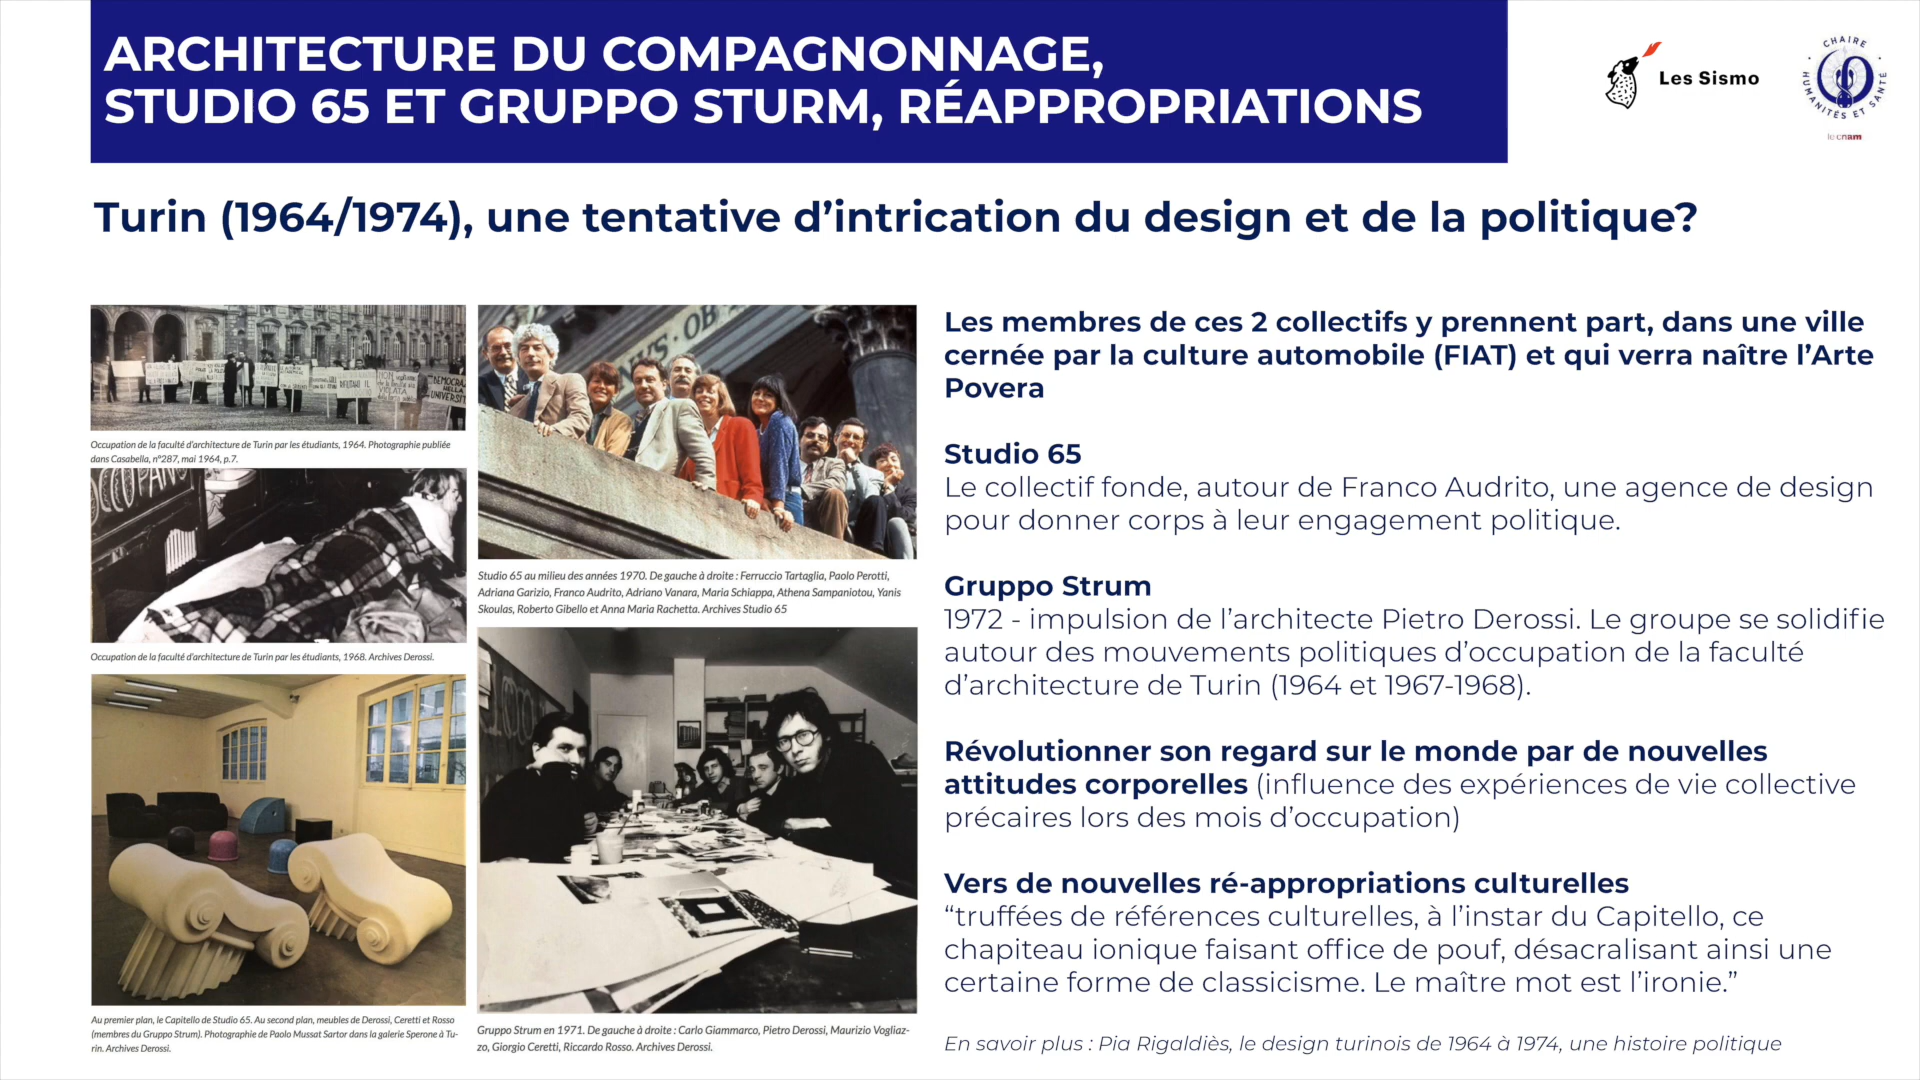 ARCHITECTURE DU COMPAGNONNAGE,
STUDIO 65 ET GRUPPO STURM, RÉAPPROPRIATIONS
Les Sismo
CHAIRE
HUMANITÉS ET SANTÉ
le cnam
Turin (1964/1974), une tentative d’intrication du design et de la politique?
Occupation de la faculté d'architecture de Turin par les étudiants, 1964. Photographie publiée
dans Casabella, n°287, mai 1964, p.7.
OCCUPAN
Occupation de la faculté d'architecture de Turin par les étudiants, 1968. Archives Derossi.
Au premier plan, le Capitello de Studio 65. Au second plan, meubles de Derossi, Ceretti et Rosso
(membres du Gruppo Strum). Photographie de Paolo Mussat Sartor dans la galerie Sperone à Tu-
rin. Archives Derossi.
Studio 65 au milieu des années 1970. De gauche à droite : Ferruccio Tartaglia, Paolo Perotti,
Adriana Garizio, Franco Audrito, Adriano Vanara, Maria Schiappa, Athena Sampaniotou, Yanis
Skoulas, Roberto Gibello et Anna Maria Rachetta. Archives Studio 65
Gruppo Strum en 1971. De gauche à droite : Carlo Giammarco, Pietro Derossi, Maurizio Vogliaz-
zo, Giorgio Ceretti, Riccardo Rosso. Archives Derossi.
Les membres de ces 2 collectifs y prennent part, dans une ville
cernée par la culture automobile (FIAT) et qui verra naître l’Arte
Povera
Studio 65
Le collectif fonde, autour de Franco Audrito, une agence de design
pour donner corps à leur engagement politique.
Gruppo Strum
1972 - impulsion de l’architecte Pietro Derossi. Le groupe se solidifie
autour des mouvements politiques d’occupation de la faculté
d’architecture de Turin (1964 et 1967-1968).
Révolutionner son regard sur le monde par de nouvelles
attitudes corporelles (influence des expériences de vie collective
précaires lors des mois d’occupation)
Vers de nouvelles ré-appropriations culturelles
“truffées de références culturelles, à l’instar du Capitello, ce
chapiteau ionique faisant office de pouf, désacralisant ainsi une
certaine forme de classicisme. Le maître mot est l’ironie.”
En savoir plus : Pia Rigaldiès, le design turinois de 1964 à 1974, une histoire politique